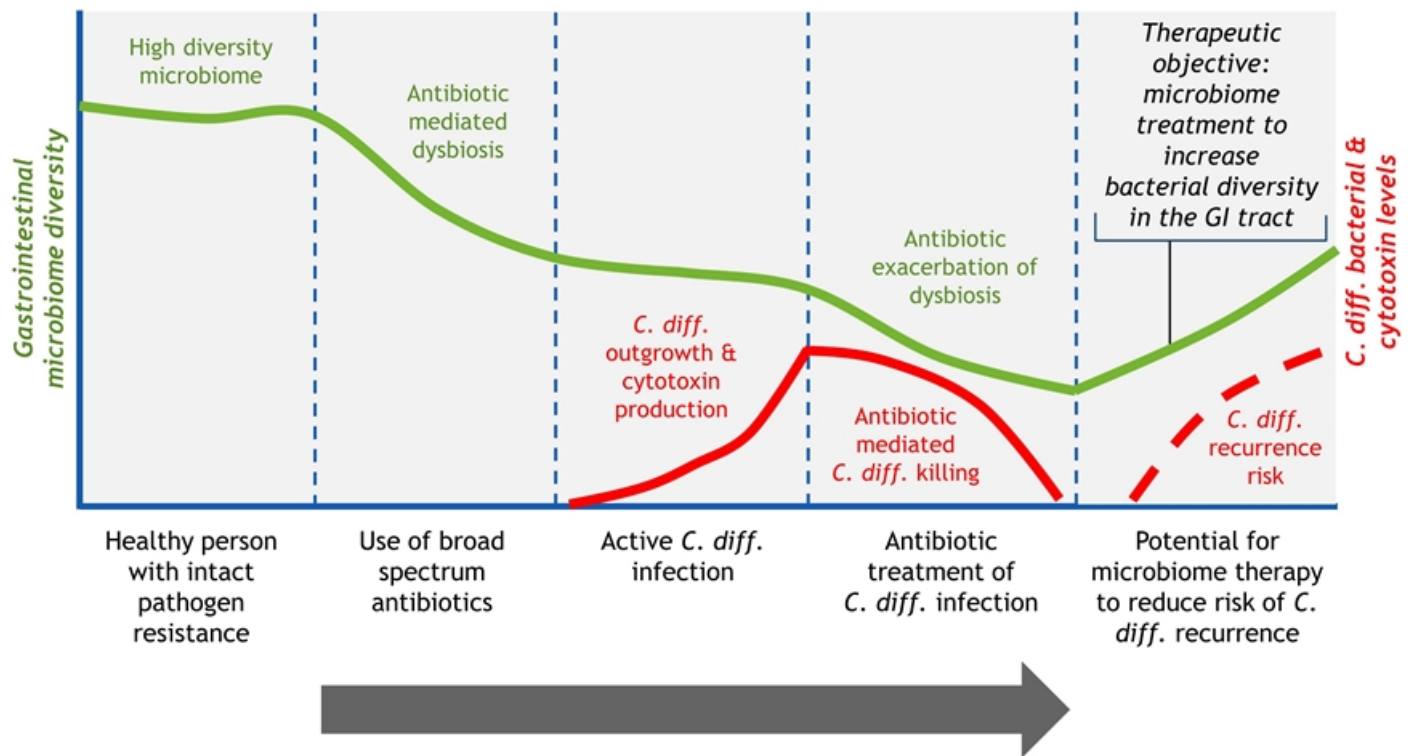 High diversity
microbiome
Antibiotic
mediated
dysbiosis
Therapeutic
objective:
microbiome
treatment to
increase
bacterial diversity
in the GI tract
Gastrointestinal
microbiome diversity
C. diff. bacterial &
cytotoxin levels
Antibiotic
exacerbation of
dysbiosis
C. diff.
outgrowth &
cytotoxin
production
Antibiotic
mediated
C. diff. killing
C. diff.
recurrence
risk
Healthy person
with intact
pathogen
resistance
Use of broad
spectrum
antibiotics
Active C. diff.
infection
Antibiotic
treatment of
C. diff. infection
Potential for
microbiome therapy
to reduce risk of C.
diff. recurrence